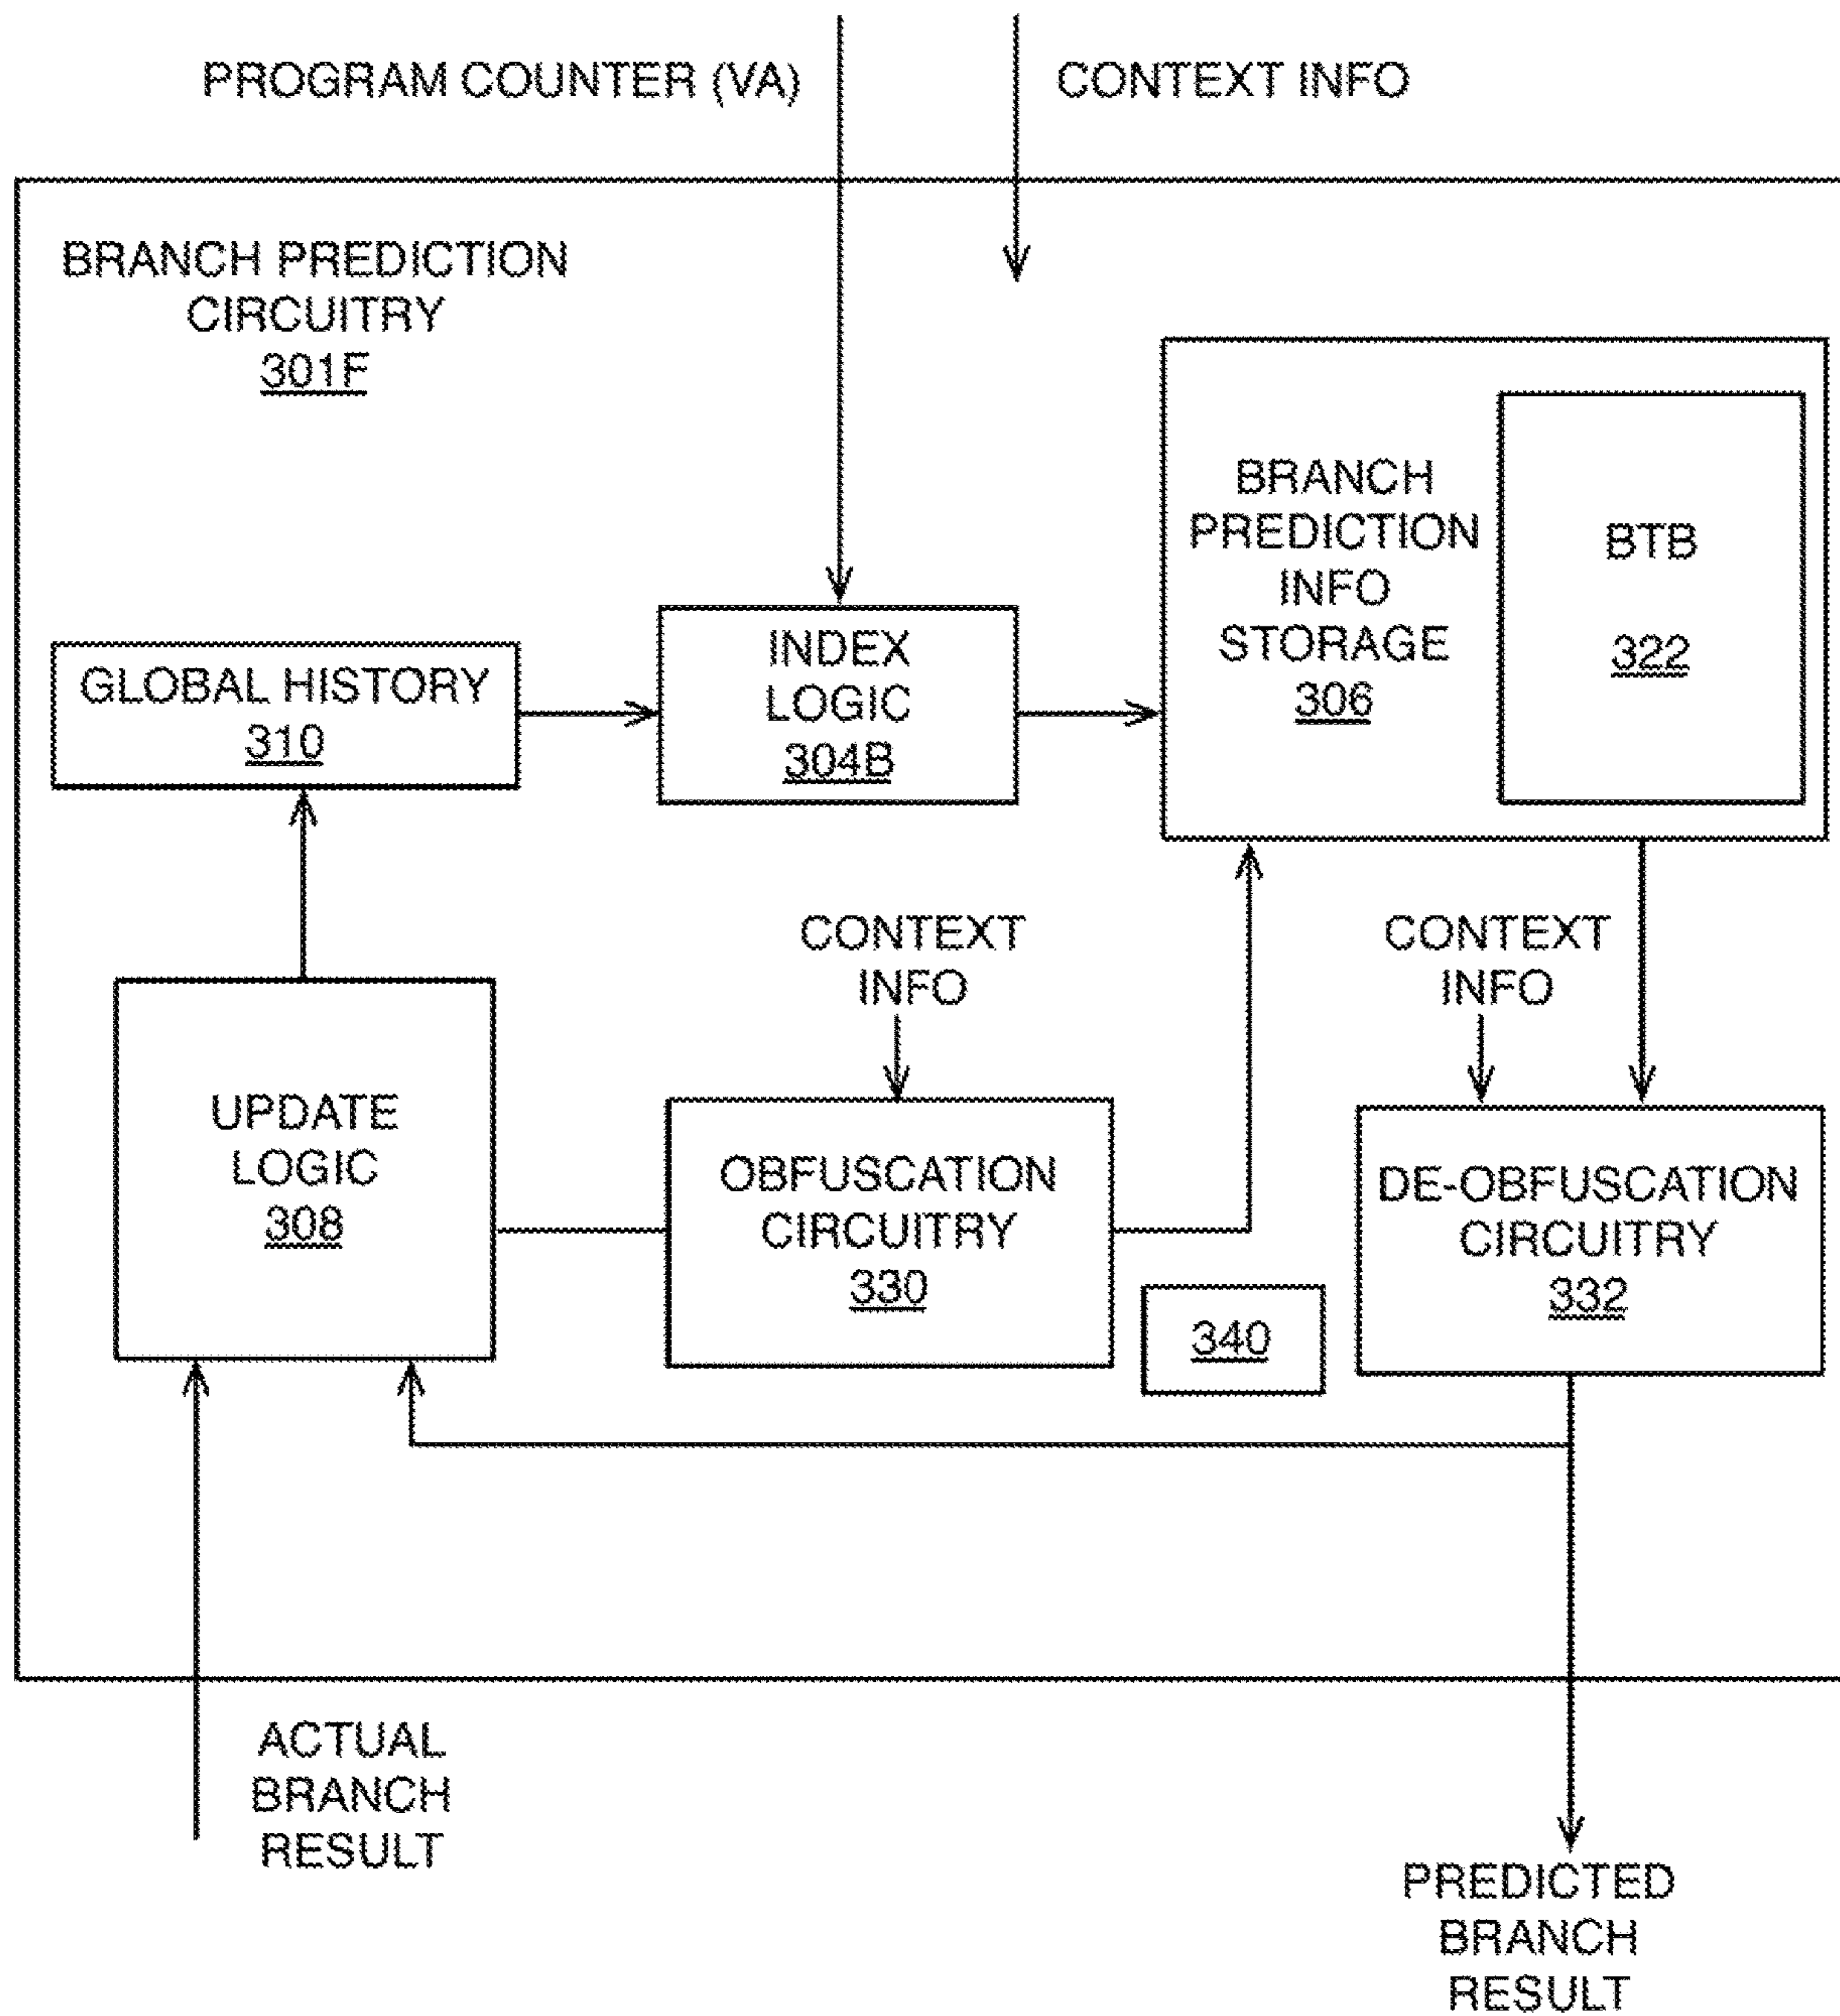 PROGRAM COUNTER (VA)
CONTEXT INFO
BRANCH PREDICTION
CIRCUITRY
301F
BRANCH
PREDICTION
INFO
STORAGE
306
BTB
322
GLOBAL HISTORY
310
INDEX
LOGIC
304B
CONTEXT
INFO
CONTEXT
INFO
UPDATE
LOGIC
308
OBFUSCATION
CIRCUITRY
330
340
DE-OBFUSCATION
CIRCUITRY
332
ACTUAL
BRANCH
RESULT
PREDICTED
BRANCH
RESULT